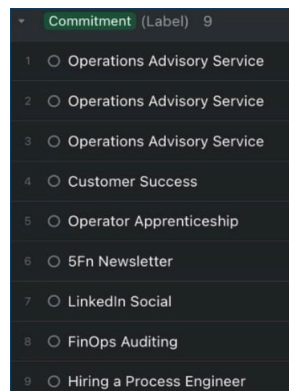 Commitment (Label) 9
1 Operations Advisory Service
2 Operations Advisory Service
3 Operations Advisory Service
4 Customer Success
5 Operator Apprenticeship
6 5Fn Newsletter
7 LinkedIn Social
8 FinOps Auditing
9 Hiring a Process Engineer